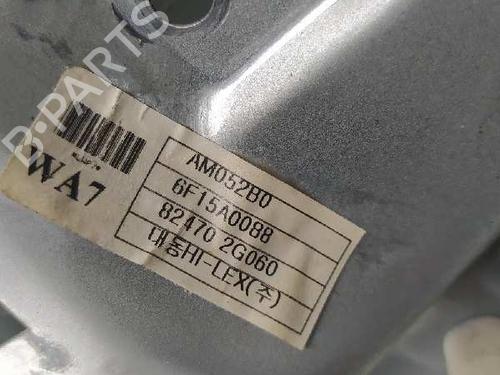 B-PARTS
WA7
AM052B0
6F15A0088
82470 2G060
대동HI-LEX(주)